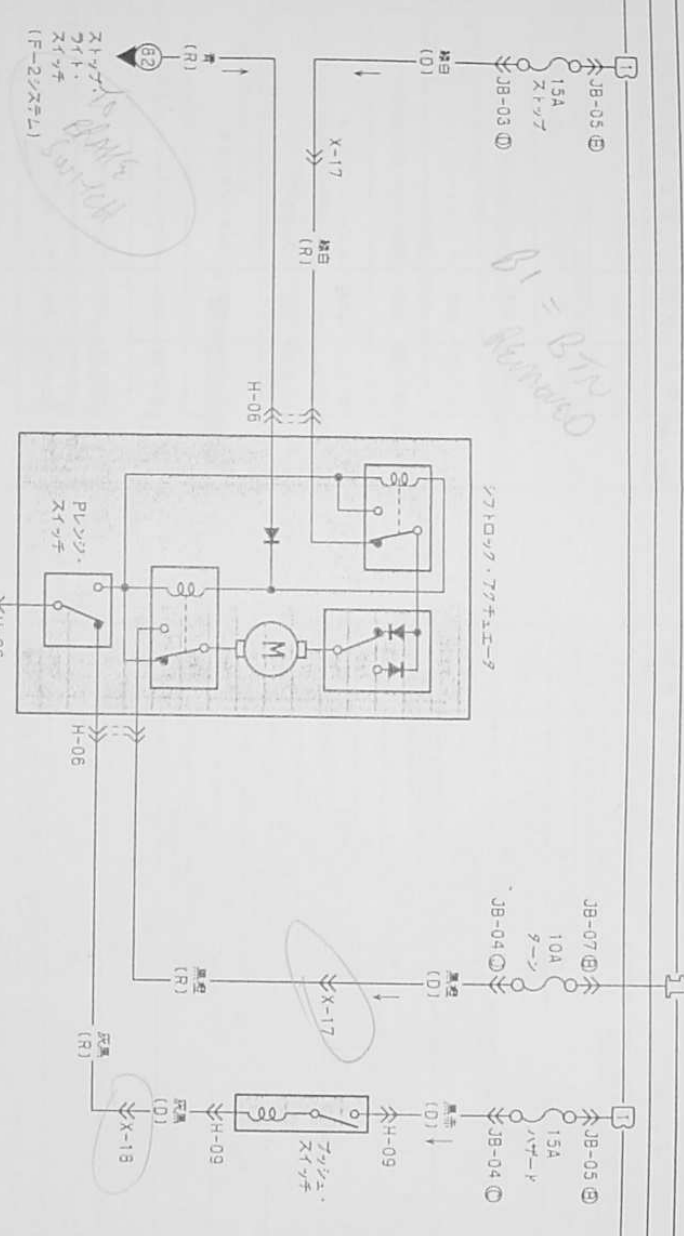 JB-05 Ⓔ
15A
ストップ
JB-03 Ⓓ
緑白
(D)
X-17
緑白
(R)
B1 = BTN
REMOVED
JB-07 Ⓔ
10A
ターン
JB-04 Ⓙ
黒橙
(D)
X-17
黒橙
(R)
JB-05 Ⓔ
15A
ハザード
JB-04 Ⓒ
黒赤
(D)
H-09
プッシュ・
スイッチ
H-09
灰黒
(D)
X-18
灰黒
(R)
シフトロック・アクチュエータ
H-06
M
Pレンジ・
スイッチ
H-06
青
(R)
62
ストップ・
ライト・
スイッチ
(F-2システム)
To
BRAKE
SWITCH